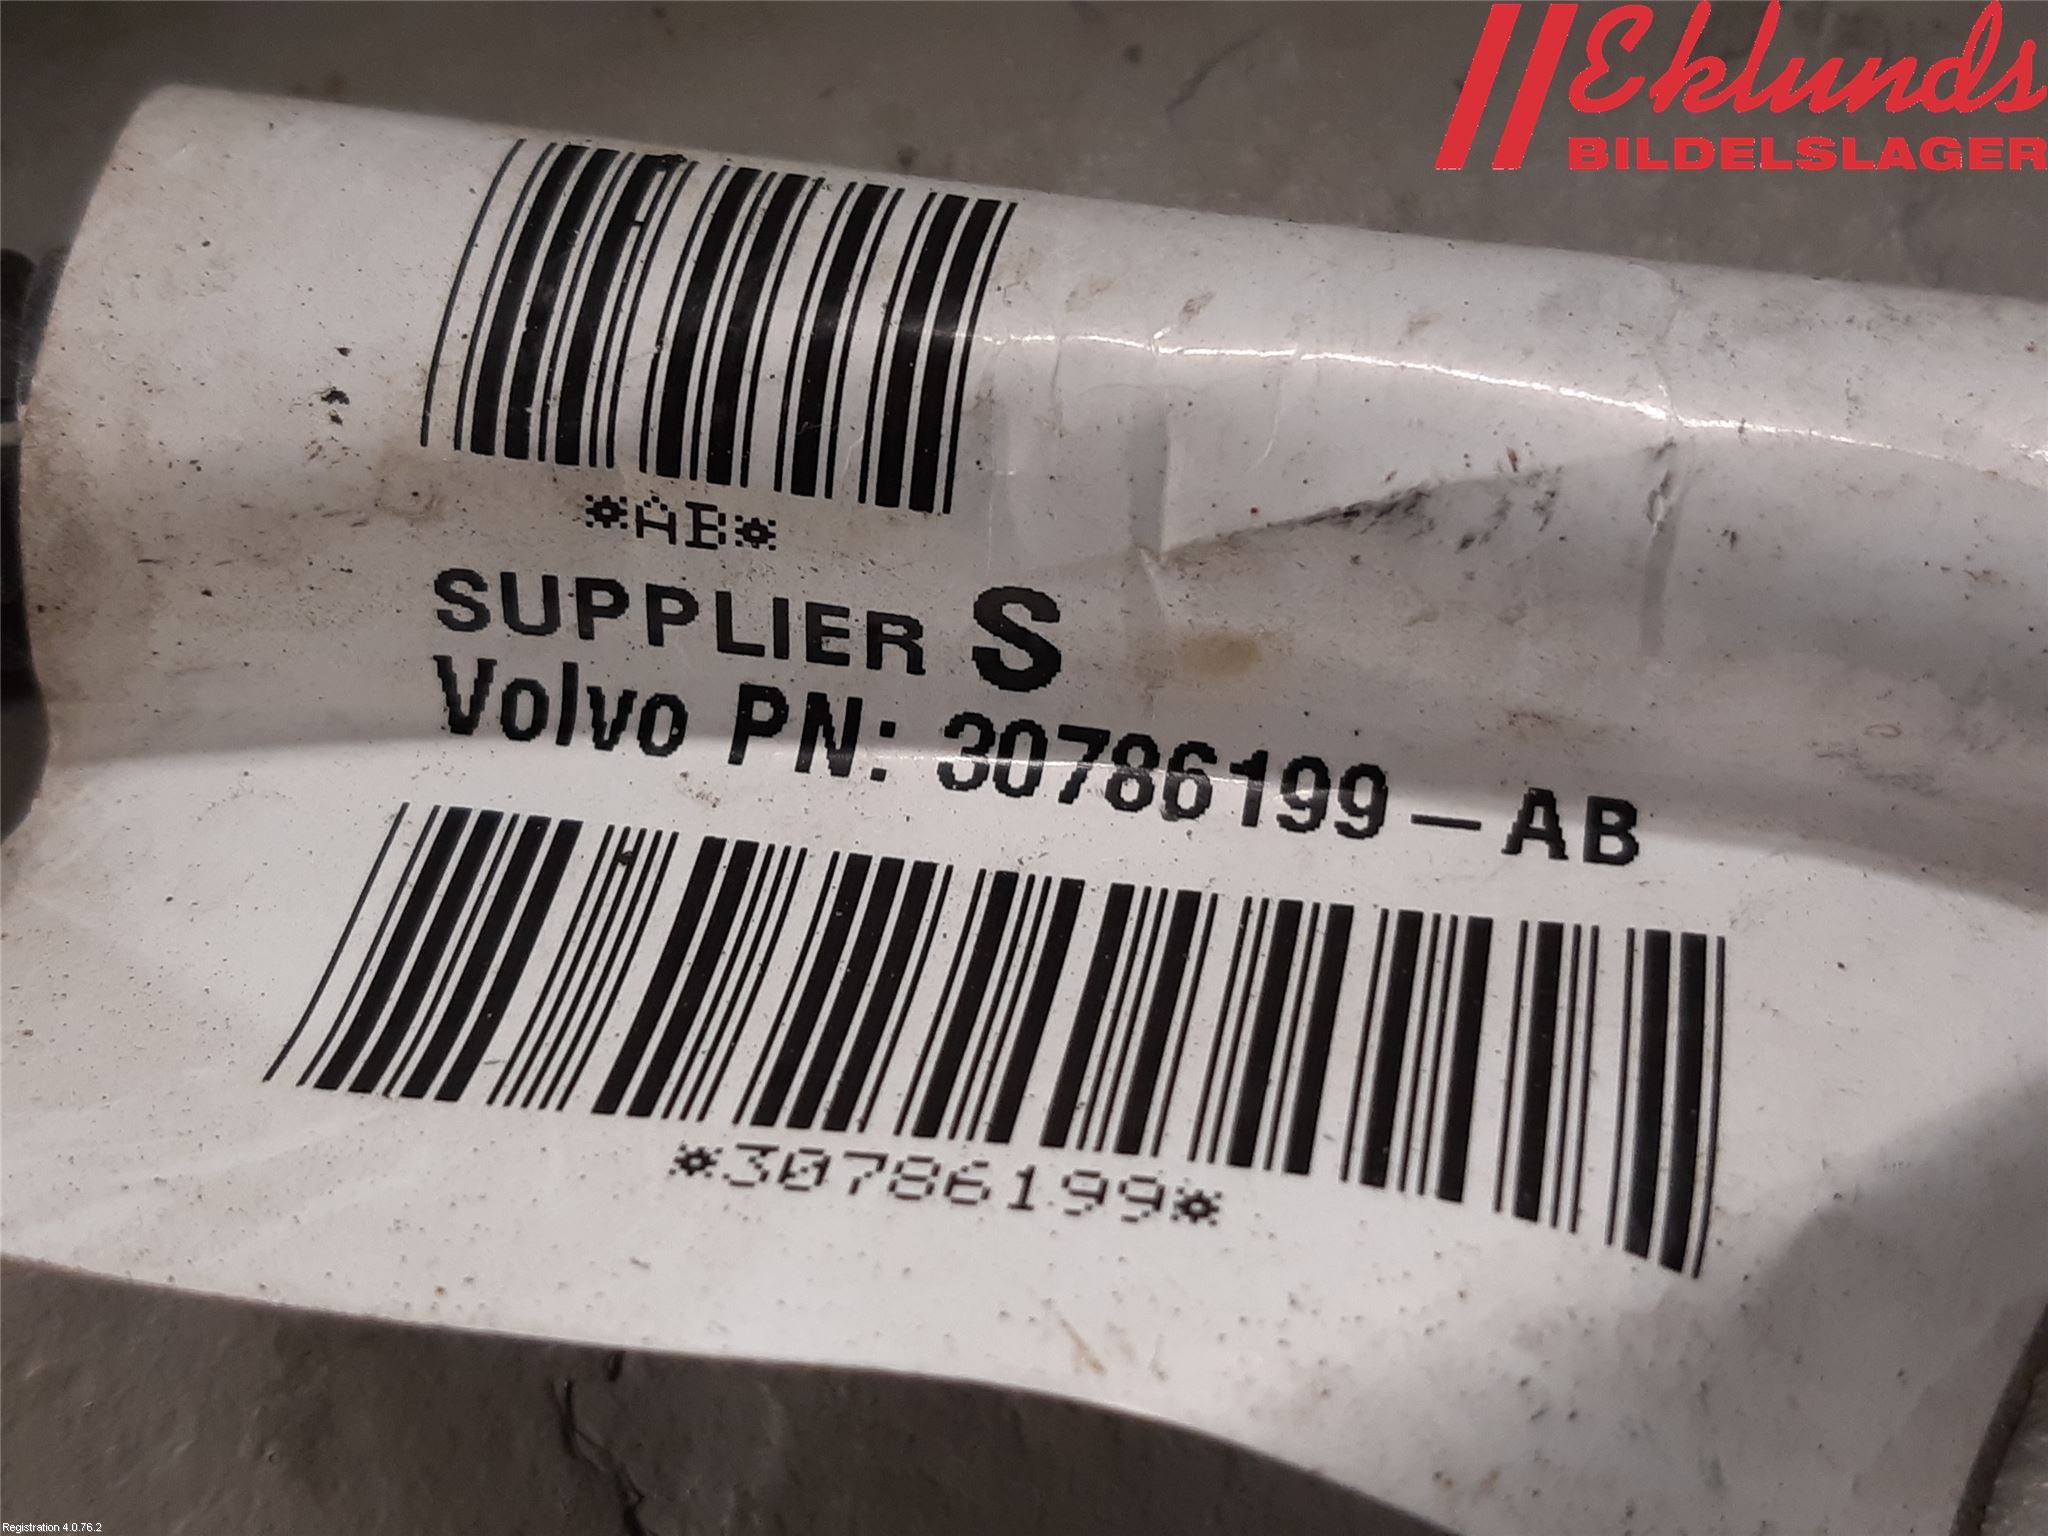 Eklunds
BILDELSLAGER
*AB*
SUPPLIER S
Volvo PN: 30786199-AB
*30786199*
Registration 4.0.76.2